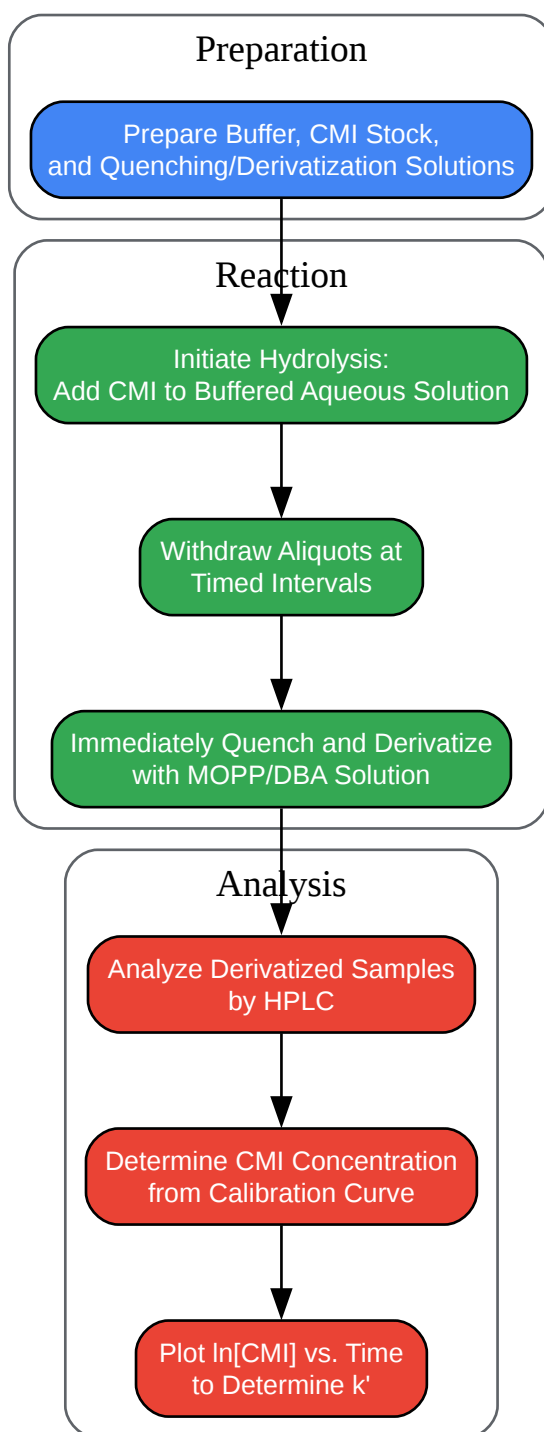 Preparation
Prepare Buffer, CMI Stock,
and Quenching/Derivatization Solutions
Reaction
Initiate Hydrolysis:
Add CMI to Buffered Aqueous Solution
Withdraw Aliquots at
Timed Intervals
Immediately Quench and Derivatize
with MOPP/DBA Solution
Analysis
Analyze Derivatized Samples
by HPLC
Determine CMI Concentration
from Calibration Curve
Plot ln[CMI] vs. Time
to Determine k'